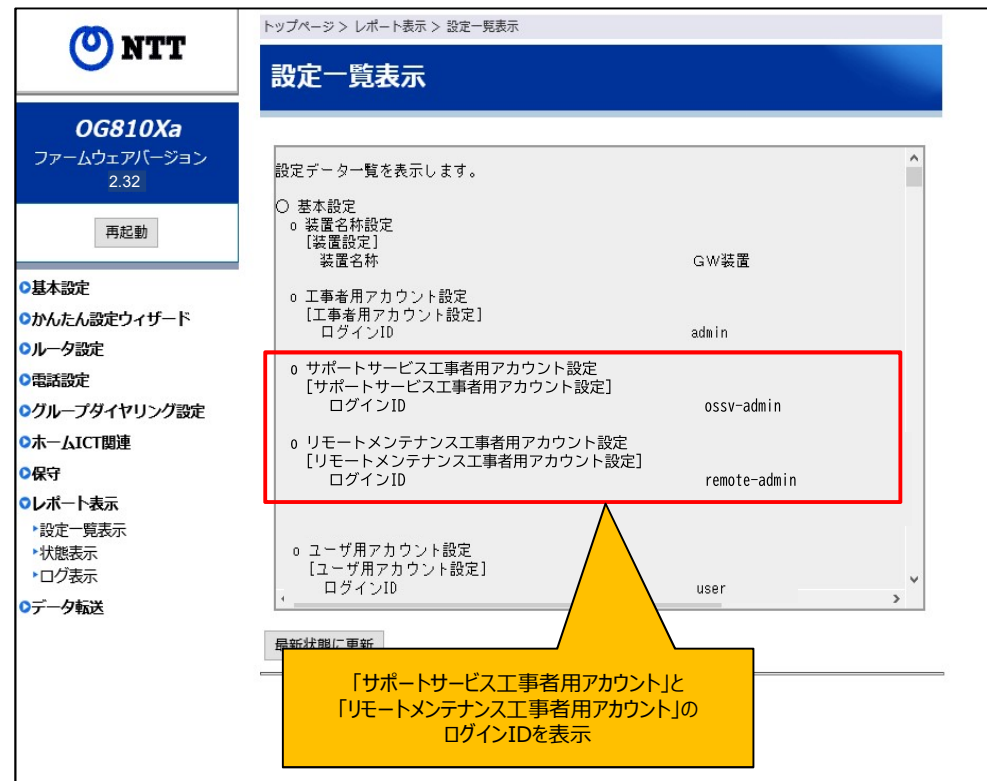 NTT
OG810Xa
ファームウェアバージョン
2.32
再起動
基本設定
かんたん設定ウィザード
ルータ設定
電話設定
グループダイヤリング設定
ホームICT関連
保守
レポート表示
設定一覧表示
状態表示
ログ表示
データ転送
トップページ > レポート表示 > 設定一覧表示
設定一覧表示
設定データ一覧を表示します。
○ 基本設定
o 装置名称設定
[装置設定]
装置名称 GW装置
o 工事者用アカウント設定
[工事者用アカウント設定]
ログインID admin
o サポートサービス工事者用アカウント設定
[サポートサービス工事者用アカウント設定]
ログインID ossv-admin
o リモートメンテナンス工事者用アカウント設定
[リモートメンテナンス工事者用アカウント設定]
ログインID remote-admin
o ユーザ用アカウント設定
[ユーザ用アカウント設定]
ログインID user
最新状態に更新
「サポートサービス工事者用アカウント」と
「リモートメンテナンス工事者用アカウント」の
ログインIDを表示